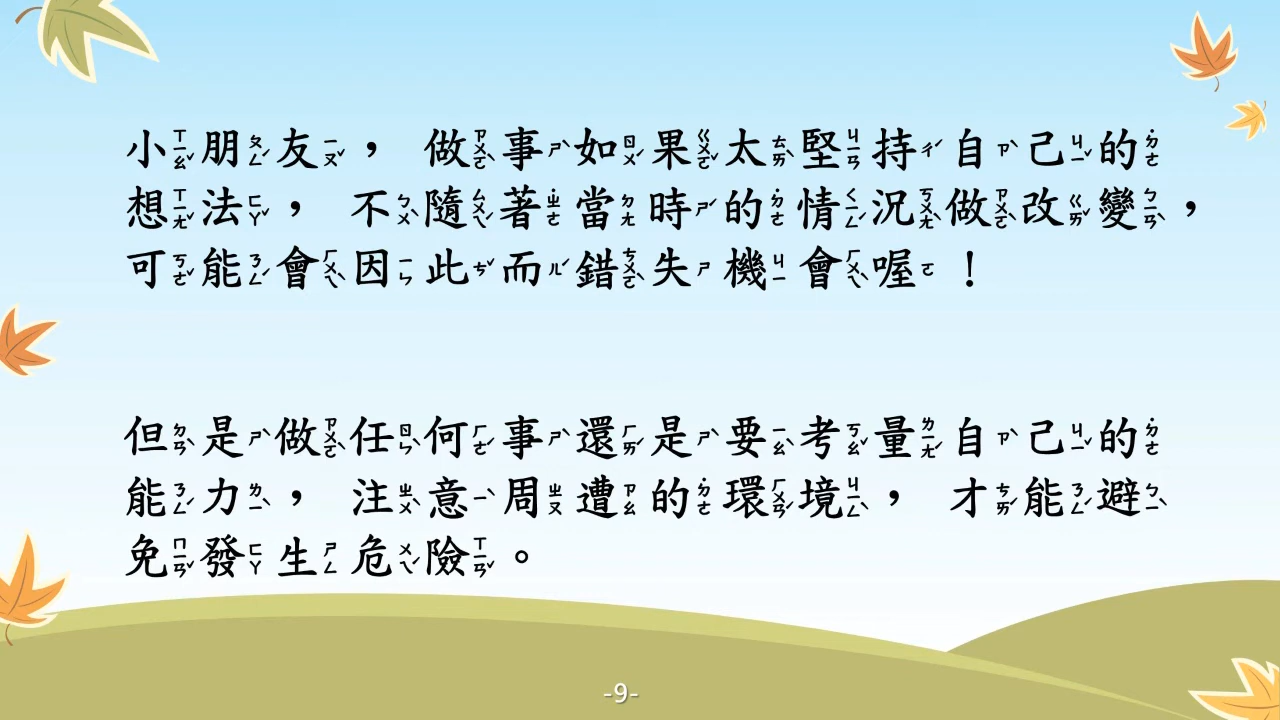 小朋友，做事如果太堅持自己的
想法，不隨著當時的情況做改變，
可能會因此而錯失機會喔！
但是做任何事還是要考量自己的
能力，注意周遭的環境，才能避
免發生危險。
-9-